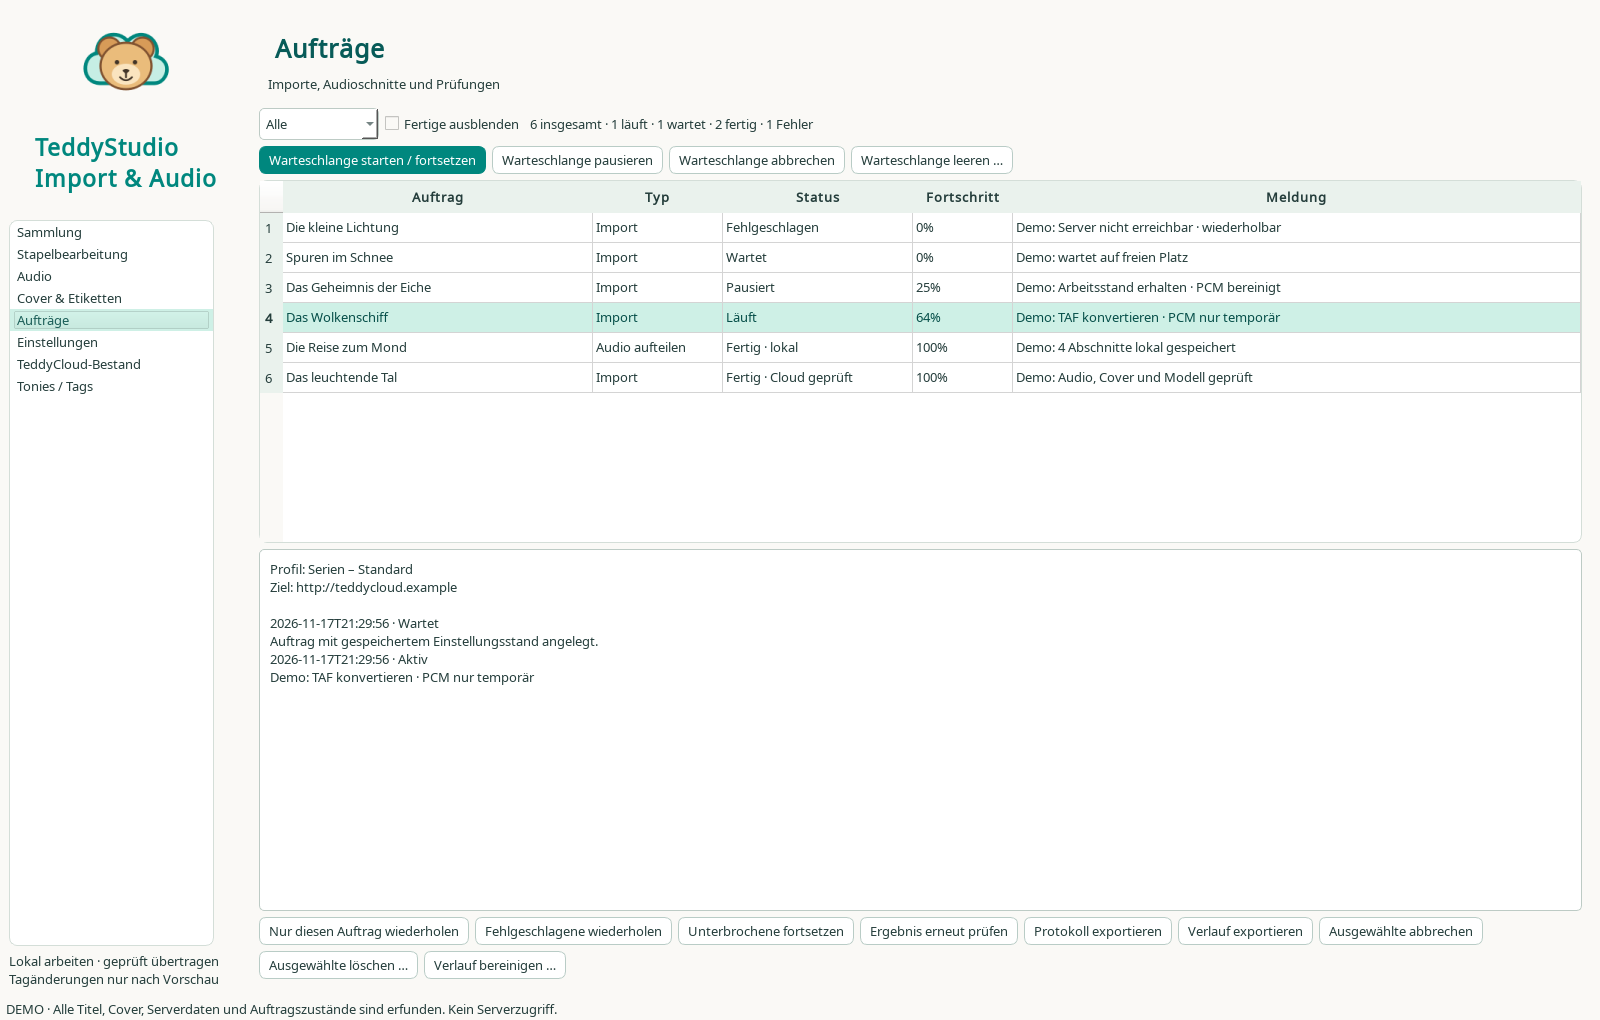 TeddyStudio
Import & Audio
Sammlung
Stapelbearbeitung
Audio
Cover & Etiketten
Aufträge
Einstellungen
TeddyCloud-Bestand
Tonies / Tags
Lokal arbeiten · geprüft übertragen
Tagänderungen nur nach Vorschau
Aufträge
Importe, Audioschnitte und Prüfungen
Alle Fertige ausblenden 6 insgesamt · 1 läuft · 1 wartet · 2 fertig · 1 Fehler
Warteschlange starten / fortsetzen Warteschlange pausieren Warteschlange abbrechen Warteschlange leeren ...
Auftrag Typ Status Fortschritt Meldung
1 Die kleine Lichtung Import Fehlgeschlagen 0% Demo: Server nicht erreichbar · wiederholbar
2 Spuren im Schnee Import Wartet 0% Demo: wartet auf freien Platz
3 Das Geheimnis der Eiche Import Pausiert 25% Demo: Arbeitsstand erhalten · PCM bereinigt
4 Das Wolkenschiff Import Läuft 64% Demo: TAF konvertieren · PCM nur temporär
5 Die Reise zum Mond Audio aufteilen Fertig · lokal 100% Demo: 4 Abschnitte lokal gespeichert
6 Das leuchtende Tal Import Fertig · Cloud geprüft 100% Demo: Audio, Cover und Modell geprüft
Profil: Serien – Standard
Ziel: http://teddycloud.example
2026-11-17T21:29:56 · Wartet
Auftrag mit gespeichertem Einstellungsstand angelegt.
2026-11-17T21:29:56 · Aktiv
Demo: TAF konvertieren · PCM nur temporär
Nur diesen Auftrag wiederholen Fehlgeschlagene wiederholen Unterbrochene fortsetzen Ergebnis erneut prüfen Protokoll exportieren Verlauf exportieren Ausgewählte abbrechen
Ausgewählte löschen ... Verlauf bereinigen ...
DEMO · Alle Titel, Cover, Serverdaten und Auftragszustände sind erfunden. Kein Serverzugriff.